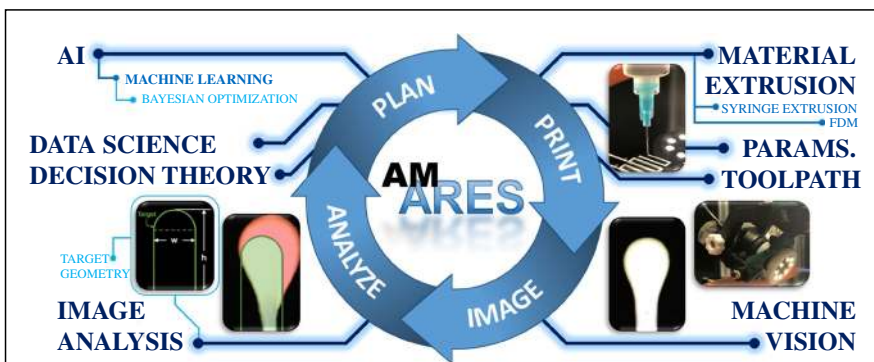 AI
MACHINE LEARNING
BAYESIAN OPTIMIZATION
DATA SCIENCE
DECISION THEORY
PLAN
PRINT
IMAGE
ANALYZE
AM
ARES
MATERIAL
EXTRUSION
SYRINGE EXTRUSION
FDM
PARAMS.
TOOLPATH
Target
w
h
TARGET
GEOMETRY
IMAGE
ANALYSIS
MACHINE
VISION